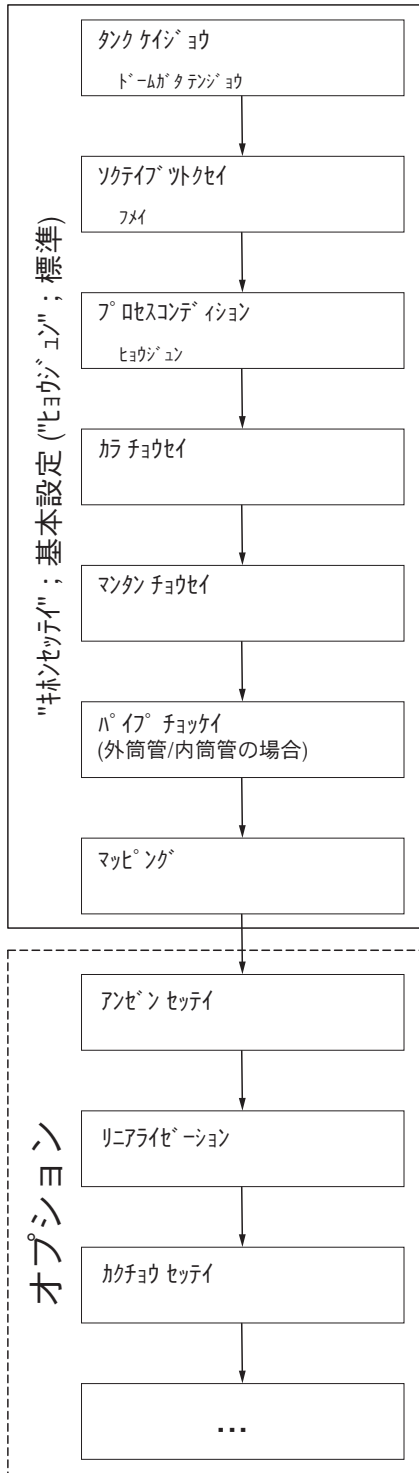 "ｷﾎﾝｾｯﾃｲ"；基本設定 ("ﾋｮｳｼﾞｭﾝ"；標準)
ﾀﾝｸ ｹｲｼﾞｮｳ
ﾄﾞｰﾑｶﾞﾀ ﾃﾝｼﾞｮｳ
ｿｸﾃｲﾌﾞﾂﾄｸｾｲ
ﾌﾒｲ
ﾌﾟﾛｾｽｺﾝﾃﾞｨｼｮﾝ
ﾋｮｳｼﾞｭﾝ
ｶﾗ ﾁｮｳｾｲ
ﾏﾝﾀﾝ ﾁｮｳｾｲ
ﾊﾟｲﾌﾟ ﾁｮｯｹｲ
(外筒管/内筒管の場合)
ﾏｯﾋﾟﾝｸﾞ
オプション
ｱﾝｾﾞﾝ ｾｯﾃｲ
ﾘﾆｱﾗｲｾﾞｰｼｮﾝ
ｶｸﾁｮｳ ｾｯﾃｲ
...